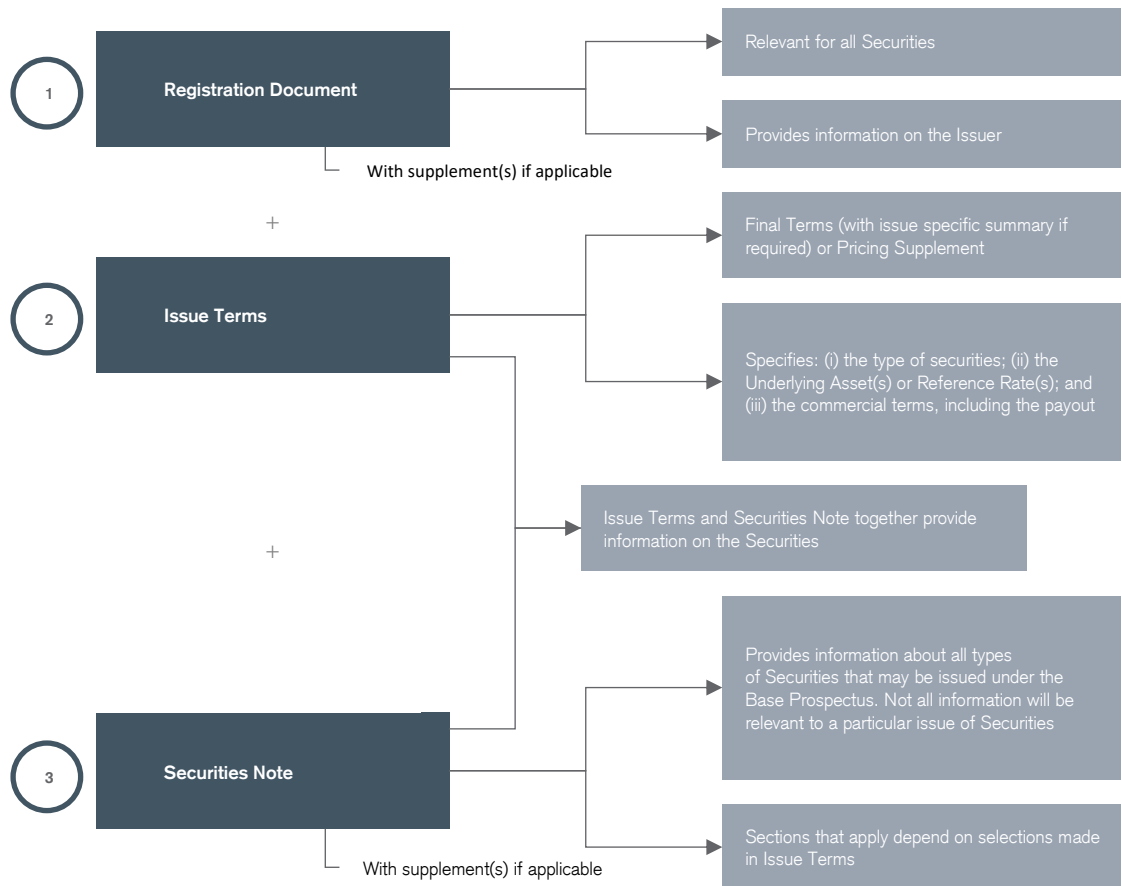 Relevant for all Securities
1
Registration Document
Provides information on the Issuer
With supplement(s) if applicable
+
Final Terms (with issue specific summary if
required) or Pricing Supplement
2
Issue Terms
Specifies: (i) the type of securities; (ii) the
Underlying Asset(s) or Reference Rate(s); and
(iii) the commercial terms, including the payout
Issue Terms and Securities Note together provide
information on the Securities
+
Provides information about all types
of Securities that may be issued under the
Base Prospectus. Not all information will be
relevant to a particular issue of Securities
3
Securities Note
Sections that apply depend on selections made
in Issue Terms
With supplement(s) if applicable